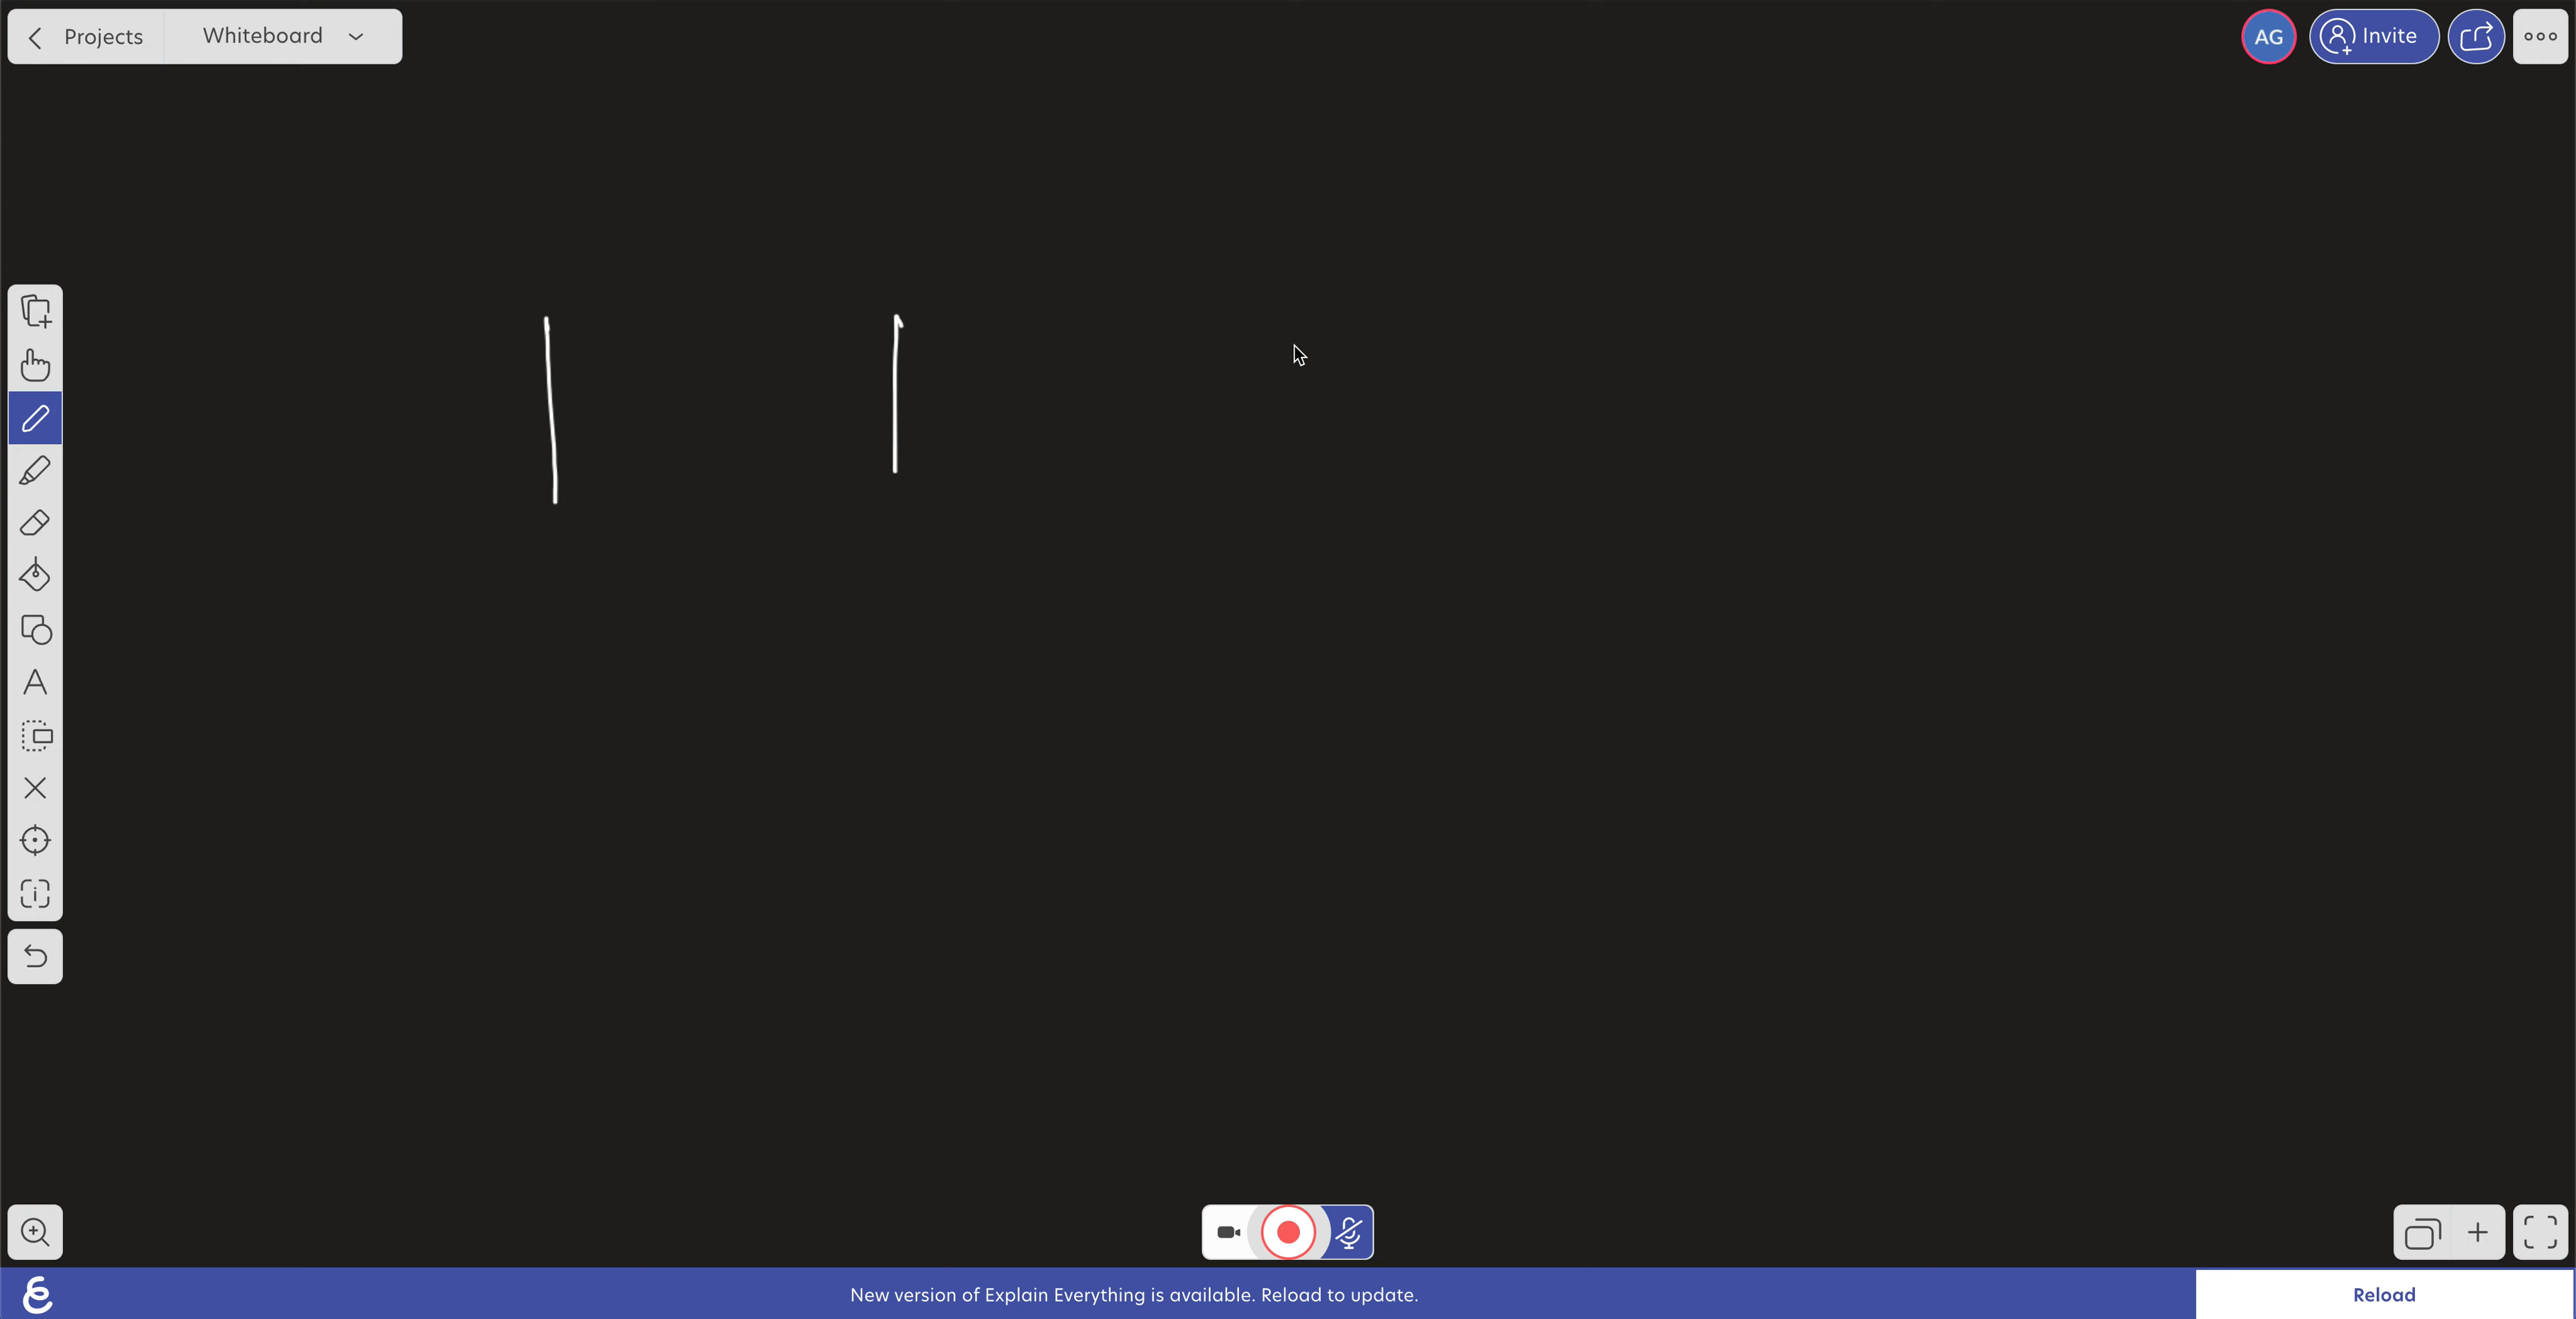 Projects Whiteboard AG Invite
New version of Explain Everything is available. Reload to update. Reload